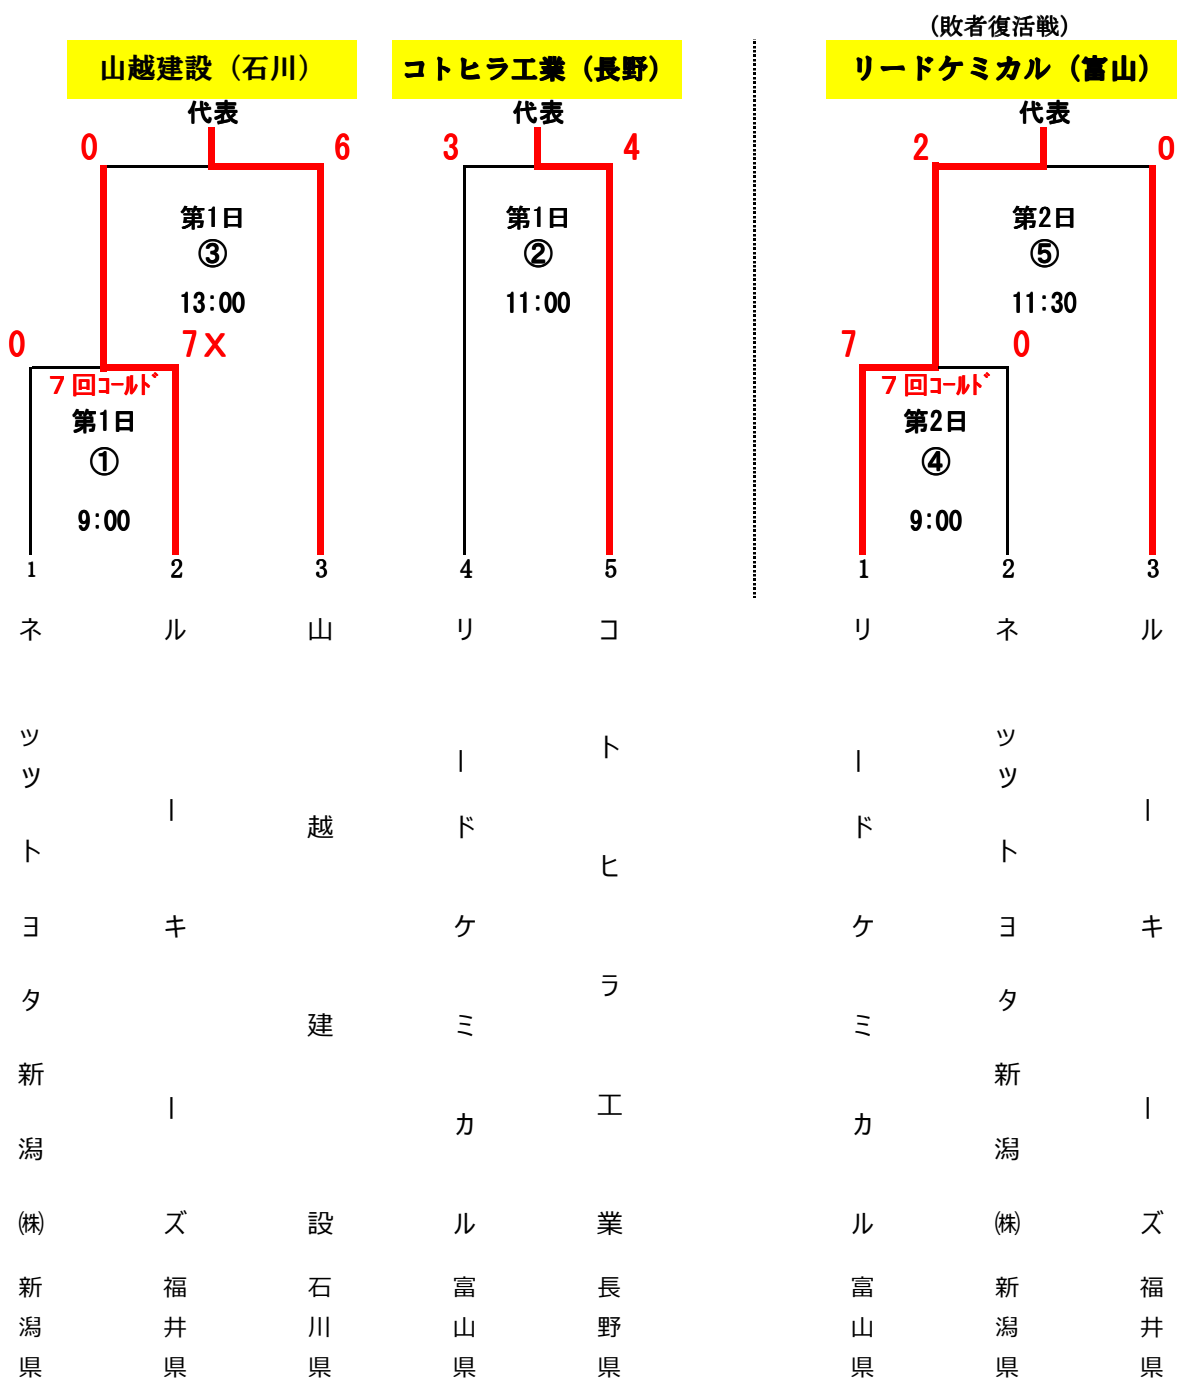 (敗者復活戦)
山越建設（石川）
コトヒラ工業（長野）
リードケミカル（富山）
代表
代表
代表
0
6
3
4
2
0
第1日
③
13:00
第1日
②
11:00
第2日
⑤
11:30
0
7X
7
0
７回ｺｰﾙﾄﾞ
第1日
①
9:00
７回ｺｰﾙﾄﾞ
第2日
④
9:00
1
2
3
4
5
1
2
3
ネッツトヨタ新潟㈱
新潟県
ルーキーズ
福井県
山越建設
石川県
リードケミカル
富山県
コトヒラ工業
長野県
リードケミカル
富山県
ネッツトヨタ新潟㈱
新潟県
ルーキーズ
福井県